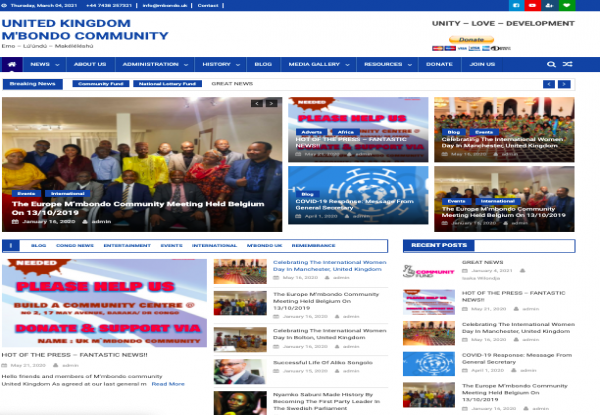 Thursday, March 04, 2021
+44 7438 257321
info@mbondo.uk
Contact
UNITED KINGDOM
M'BONDO COMMUNITY
UNITY – LOVE – DEVELOPMENT
Donate
NEWS
ABOUT US
ADMINISTRATION
HISTORY
BLOG
MEDIA GALLERY
RESOURCES
DONATE
JOIN US
Breaking News
Community Fund
National Lottery Fund
GREAT NEWS
Events
International
The Europe M'mbondo Community Meeting Held Belgium
On 13/10/2019
January 16, 2020
admin
NEEDED
PLEASE HELP US
Adverts
Africa
HOT OF THE PRESS – FANTASTIC
NEWS!!
May 21, 2020
admin
Blog
Events
Celebrating The International Women
Day In Manchester, United Kingdom
May 16, 2020
admin
Blog
COVID-19 Response: Message From
General Secretary
April 1, 2020
admin
Events
International
The Europe M'mbondo Community
Meeting Held Belgium On 13/10/2019
January 16, 2020
admin
BLOG
CONGO NEWS
ENTERTAINMENT
EVENTS
INTERNATIONAL
M'BONDO UK
REMEMBRANCE
NEEDED
PLEASE HELP US
BUILD A COMMUNITY CENTRE @
NO 2, 17 MAY AVENUE, BARAKA/ DR CONGO
DONATE & SUPPORT VIA
NAME : UK M'MBONDO COMMUNITY
HOT OF THE PRESS – FANTASTIC NEWS!!
May 21, 2020
admin
Hello friends and members of M'mbondo community
United Kingdom As agreed at our last general m
Read More
Celebrating The International Women
Day In Manchester, United Kingdom
May 16, 2020
admin
The Europe M'mbondo Community
Meeting Held Belgium On
13/10/2019
January 16, 2020
admin
Celebrating The International Women
Day In Bolton, United Kingdom
January 16, 2020
admin
Successful Life Of Aliko Songolo
January 15, 2020
admin
Nyamko Sabuni Made History By
Becoming The First Party Leader In
The Swedish Parliament
RECENT POSTS
COMMUNITY
FUND
GREAT NEWS
January 4, 2021
HOT OF THE PRESS – FANTASTIC
NEWS!!
May 21, 2020
admin
Celebrating The International Women
Day In Manchester, United Kingdom
May 16, 2020
admin
COVID-19 Response: Message From
General Secretary
April 1, 2020
admin
The Europe M'mbondo Community
Meeting Held Belgium On 13/10/2019
January 16, 2020
admin